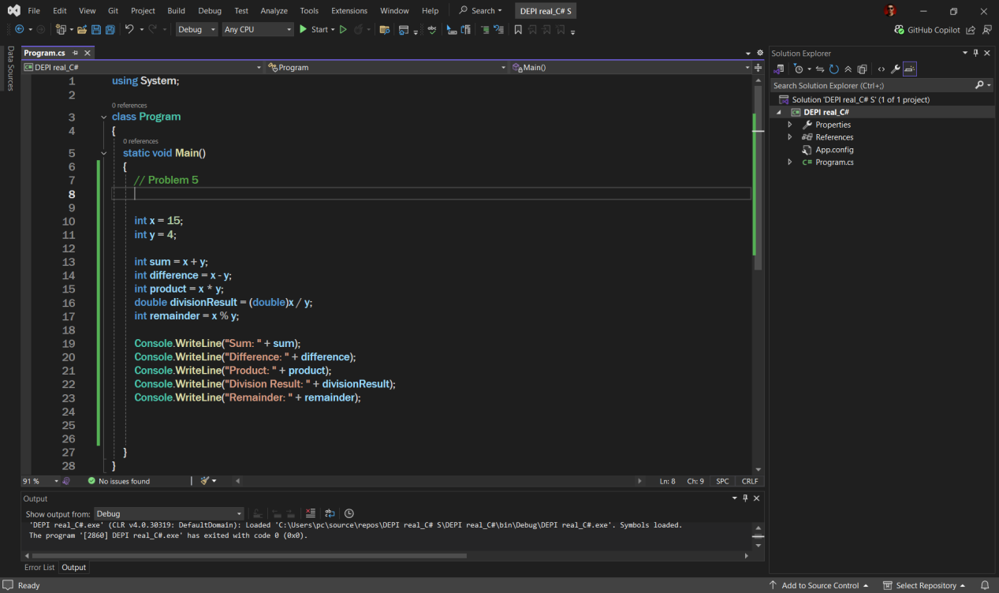 File Edit View Git Project Build Debug Test Analyze Tools Extensions Window Help Search DEPI real_C# S
Debug Any CPU Start GitHub Copilot
Data Sources
Program.cs
DEPI real_C# Program Main()
1 using System;
2
0 references
3 class Program
4 {
0 references
5 static void Main()
6 {
7 // Problem 5
8
9
10 int x = 15;
11 int y = 4;
12
13 int sum = x + y;
14 int difference = x - y;
15 int product = x * y;
16 double divisionResult = (double)x / y;
17 int remainder = x % y;
18
19 Console.WriteLine("Sum: " + sum);
20 Console.WriteLine("Difference: " + difference);
21 Console.WriteLine("Product: " + product);
22 Console.WriteLine("Division Result: " + divisionResult);
23 Console.WriteLine("Remainder: " + remainder);
24
25
26
27 }
28 }
91 % No issues found Ln: 8 Ch: 9 SPC CRLF
Output
Show output from: Debug
'DEPI real_C#.exe' (CLR v4.0.30319: DefaultDomain): Loaded 'C:\Users\pc\source\repos\DEPI real_C# S\DEPI real_C#\bin\Debug\DEPI real_C#.exe'. Symbols loaded.
The program '[2860] DEPI real_C#.exe' has exited with code 0 (0x0).
Error List Output
Solution Explorer
Search Solution Explorer (Ctrl+;)
Solution 'DEPI real_C# S' (1 of 1 project)
DEPI real_C#
Properties
References
App.config
C# Program.cs
Ready Add to Source Control Select Repository